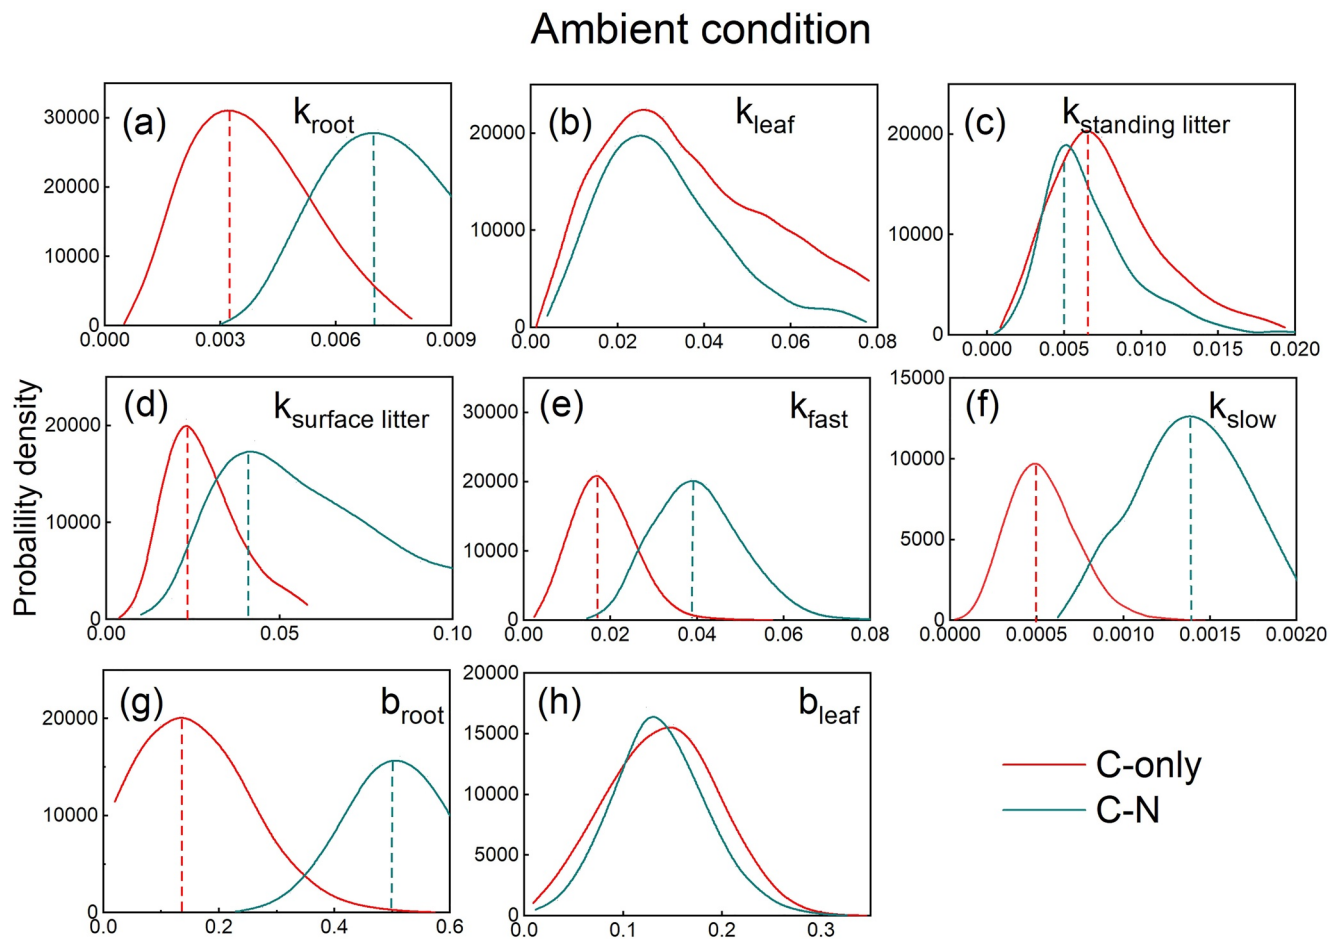 Ambient condition
(a) k_root
30000
20000
10000
0
0.000 0.003 0.006 0.009
(b) k_leaf
20000
10000
0
0.00 0.02 0.04 0.06 0.08
(c) k_standing litter
20000
10000
0
0.000 0.005 0.010 0.015 0.020
Probalility density
(d) k_surface litter
20000
10000
0
0.00 0.05 0.10
(e) k_fast
30000
20000
10000
0
0.00 0.02 0.04 0.06 0.08
(f) k_slow
15000
10000
5000
0
0.0000 0.0005 0.0010 0.0015 0.0020
(g) b_root
20000
10000
0
0.0 0.2 0.4 0.6
(h) b_leaf
20000
15000
10000
5000
0
0.0 0.1 0.2 0.3
C-only
C-N